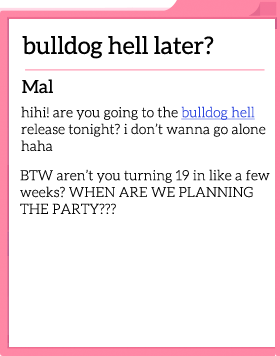 bulldog hell later?
Mal
hihi! are you going to the bulldog hell
release tonight? i don't wanna go alone
haha
BTW aren't you turning 19 in like a few
weeks? WHEN ARE WE PLANNING
THE PARTY???